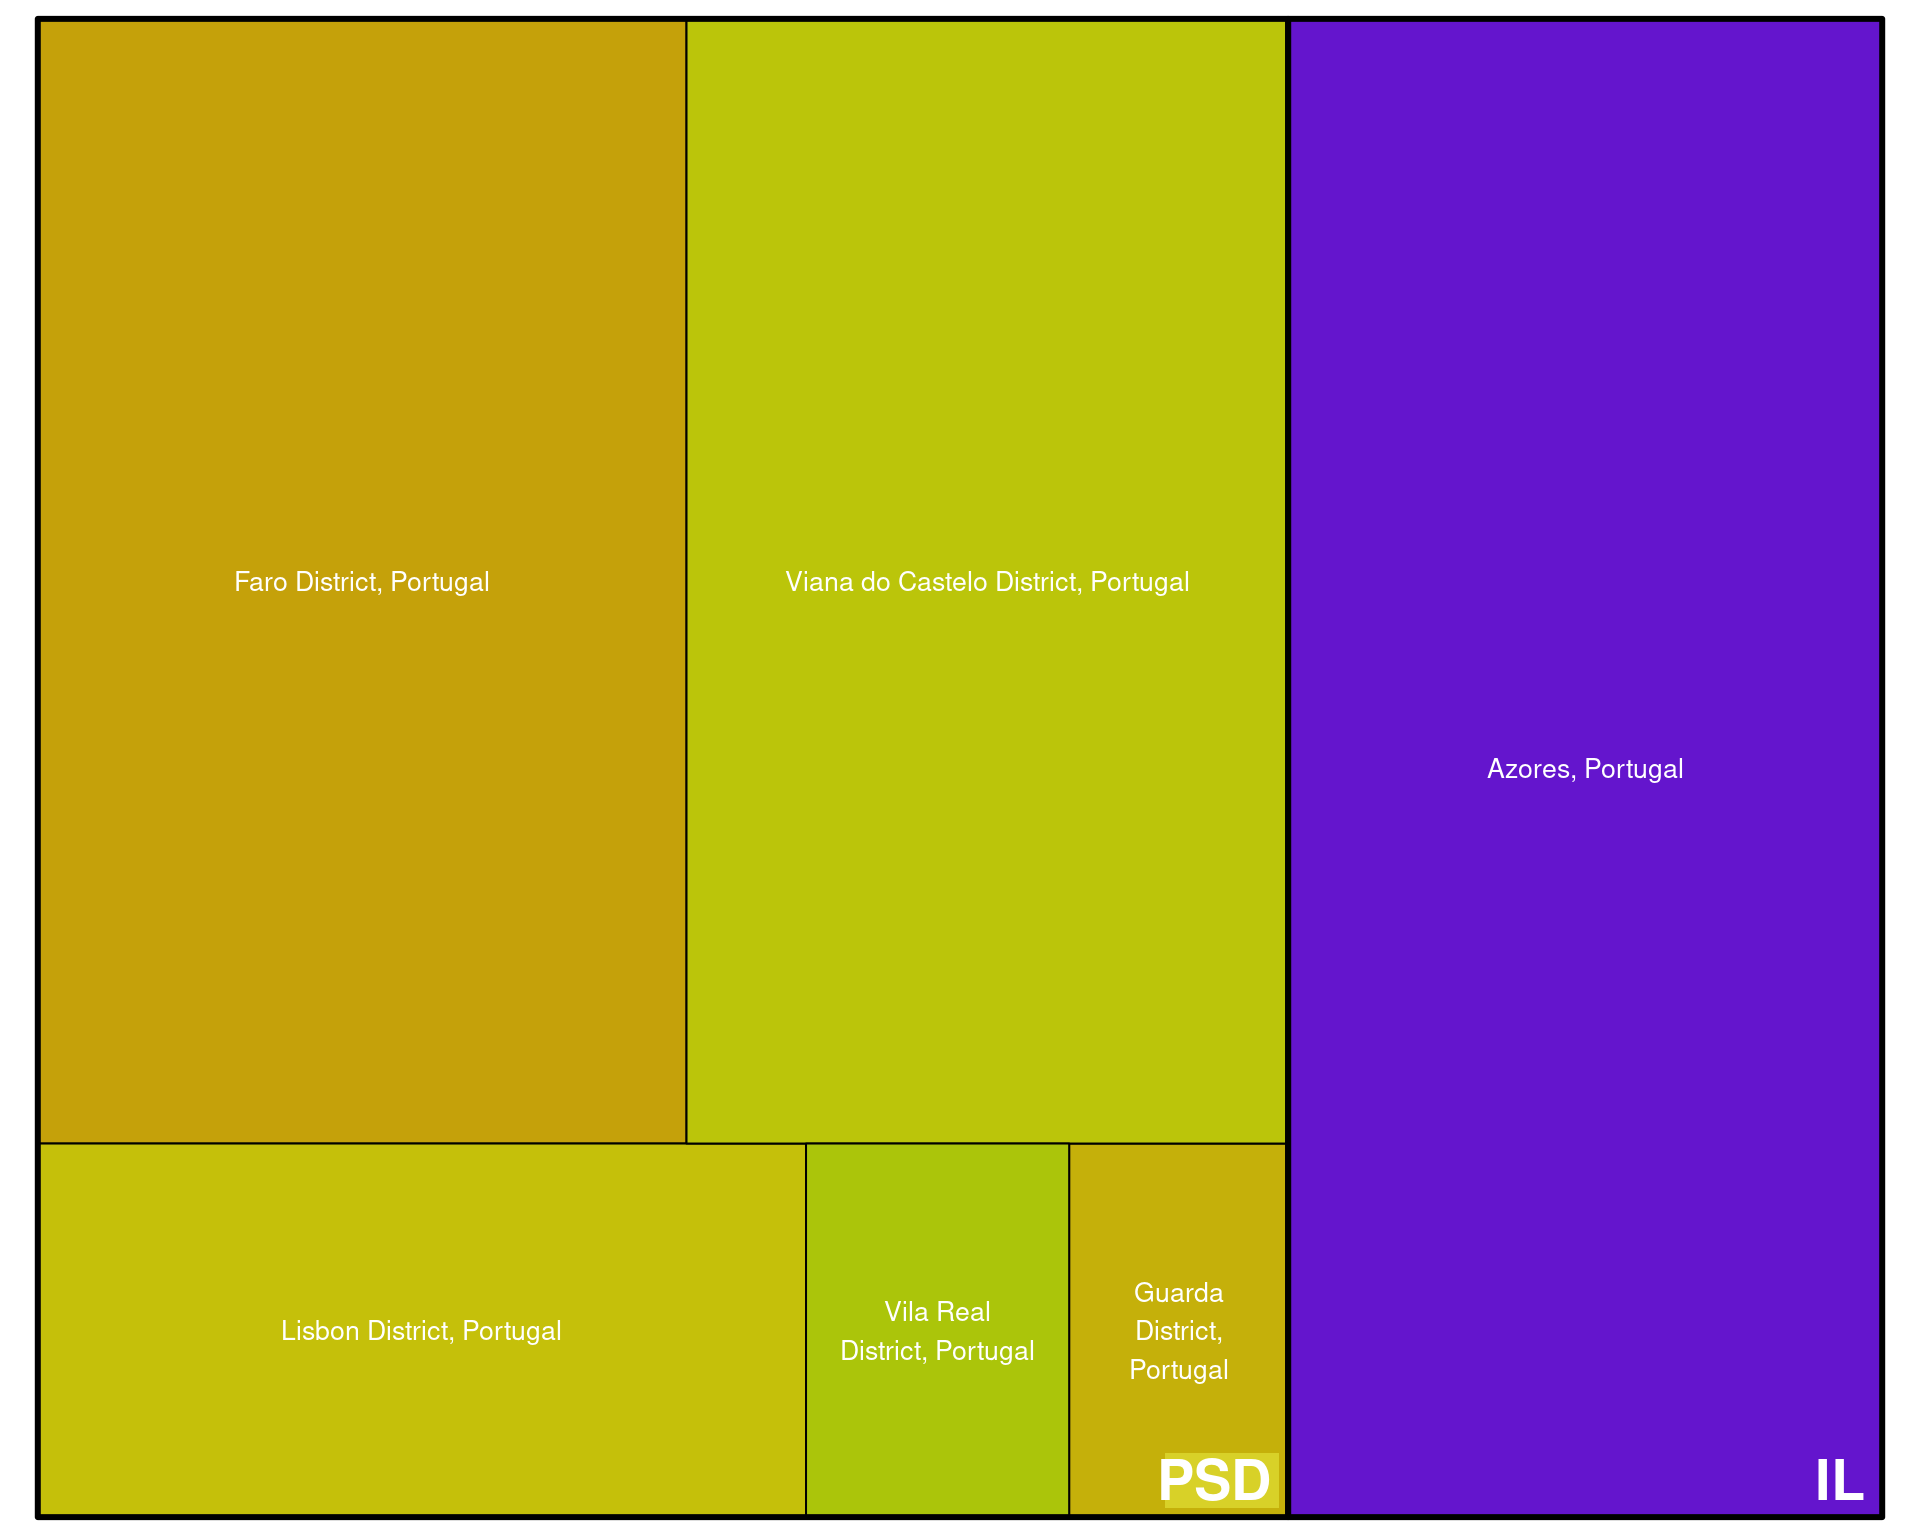 Faro District, Portugal
Viana do Castelo District, Portugal
Azores, Portugal
Lisbon District, Portugal
Vila Real
District, Portugal
Guarda
District,
Portugal
PSD
IL